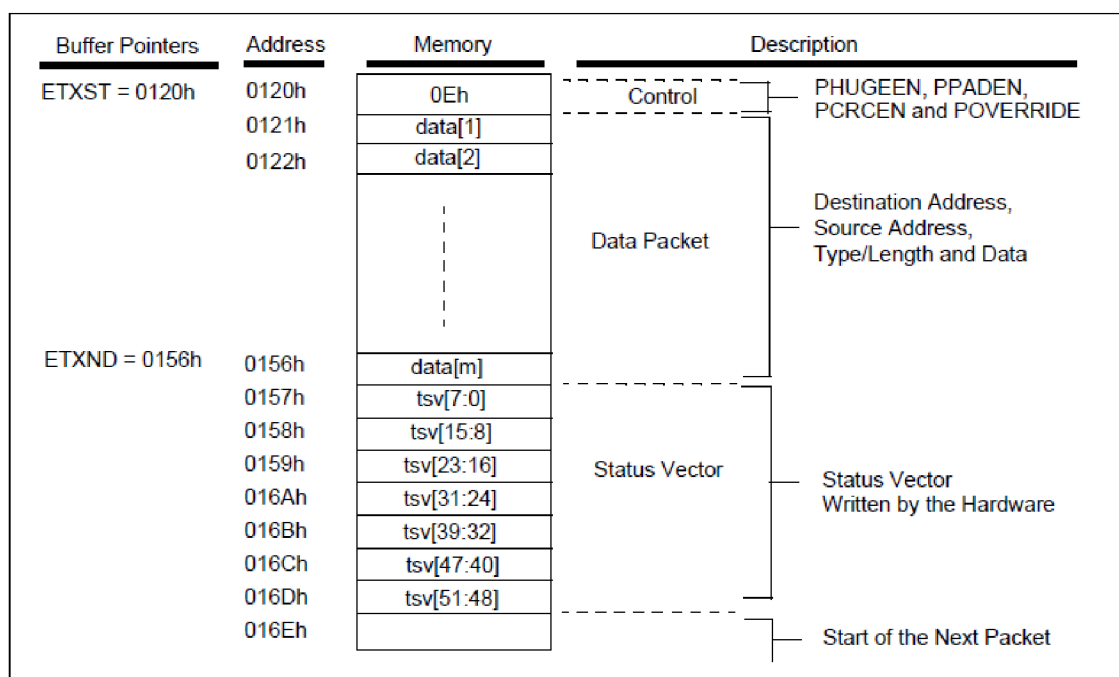 Buffer Pointers Address Memory Description
ETXST = 0120h 0120h 0Eh Control PHUGEEN, PPADEN,
PCRCEN and POVERRIDE
0121h data[1]
0122h data[2]
Data Packet
Destination Address,
Source Address,
Type/Length and Data
ETXND = 0156h 0156h data[m]
0157h tsv[7:0]
0158h tsv[15:8]
0159h tsv[23:16] Status Vector
Status Vector
Written by the Hardware
016Ah tsv[31:24]
016Bh tsv[39:32]
016Ch tsv[47:40]
016Dh tsv[51:48]
016Eh Start of the Next Packet